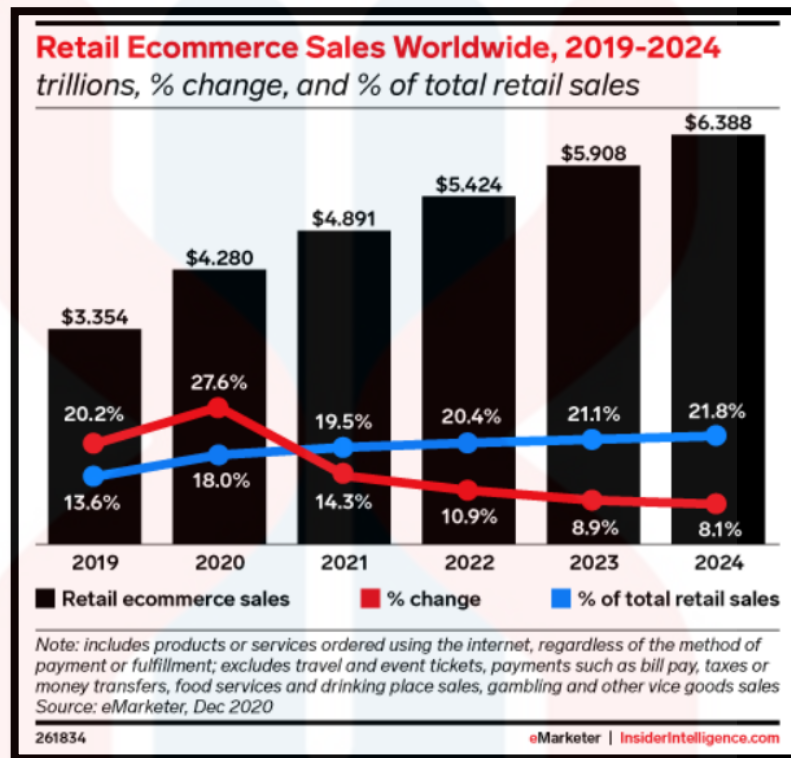 Retail Ecommerce Sales Worldwide, 2019-2024
trillions, % change, and % of total retail sales
$6.388
$5.908
$5.424
$4.891
$4.280
$3.354
27.6%
20.2%
19.5%
20.4%
21.1%
21.8%
13.6%
18.0%
14.3%
10.9%
8.9%
8.1%
2019 2020 2021 2022 2023 2024
Retail ecommerce sales % change % of total retail sales
Note: includes products or services ordered using the internet, regardless of the method of
payment or fulfillment; excludes travel and event tickets, payments such as bill pay, taxes or
money transfers, food services and drinking place sales, gambling and other vice goods sales
Source: eMarketer, Dec 2020
261834 eMarketer | InsiderIntelligence.com